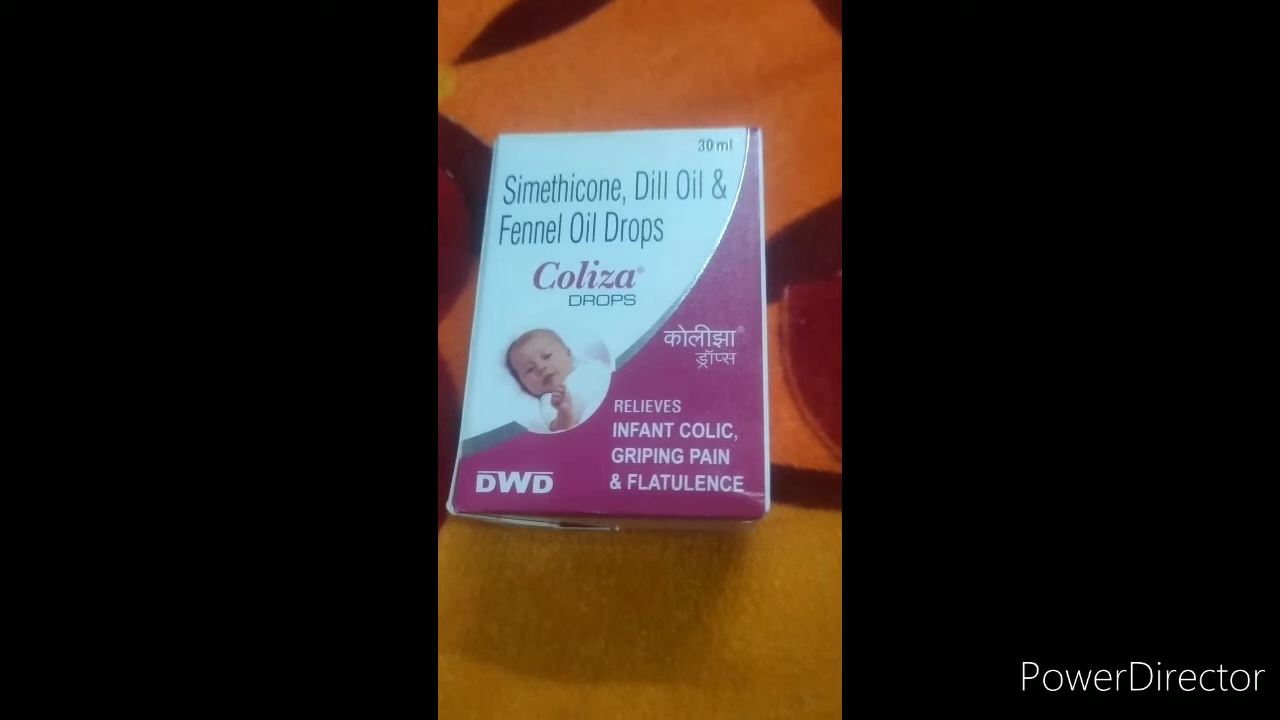 30 ml
Simethicone, Dill Oil &
Fennel Oil Drops
Coliza®
DROPS
कोलीझा®
ड्रॉप्स
RELIEVES
INFANT COLIC,
GRIPING PAIN
& FLATULENCE
DWD
PowerDirector